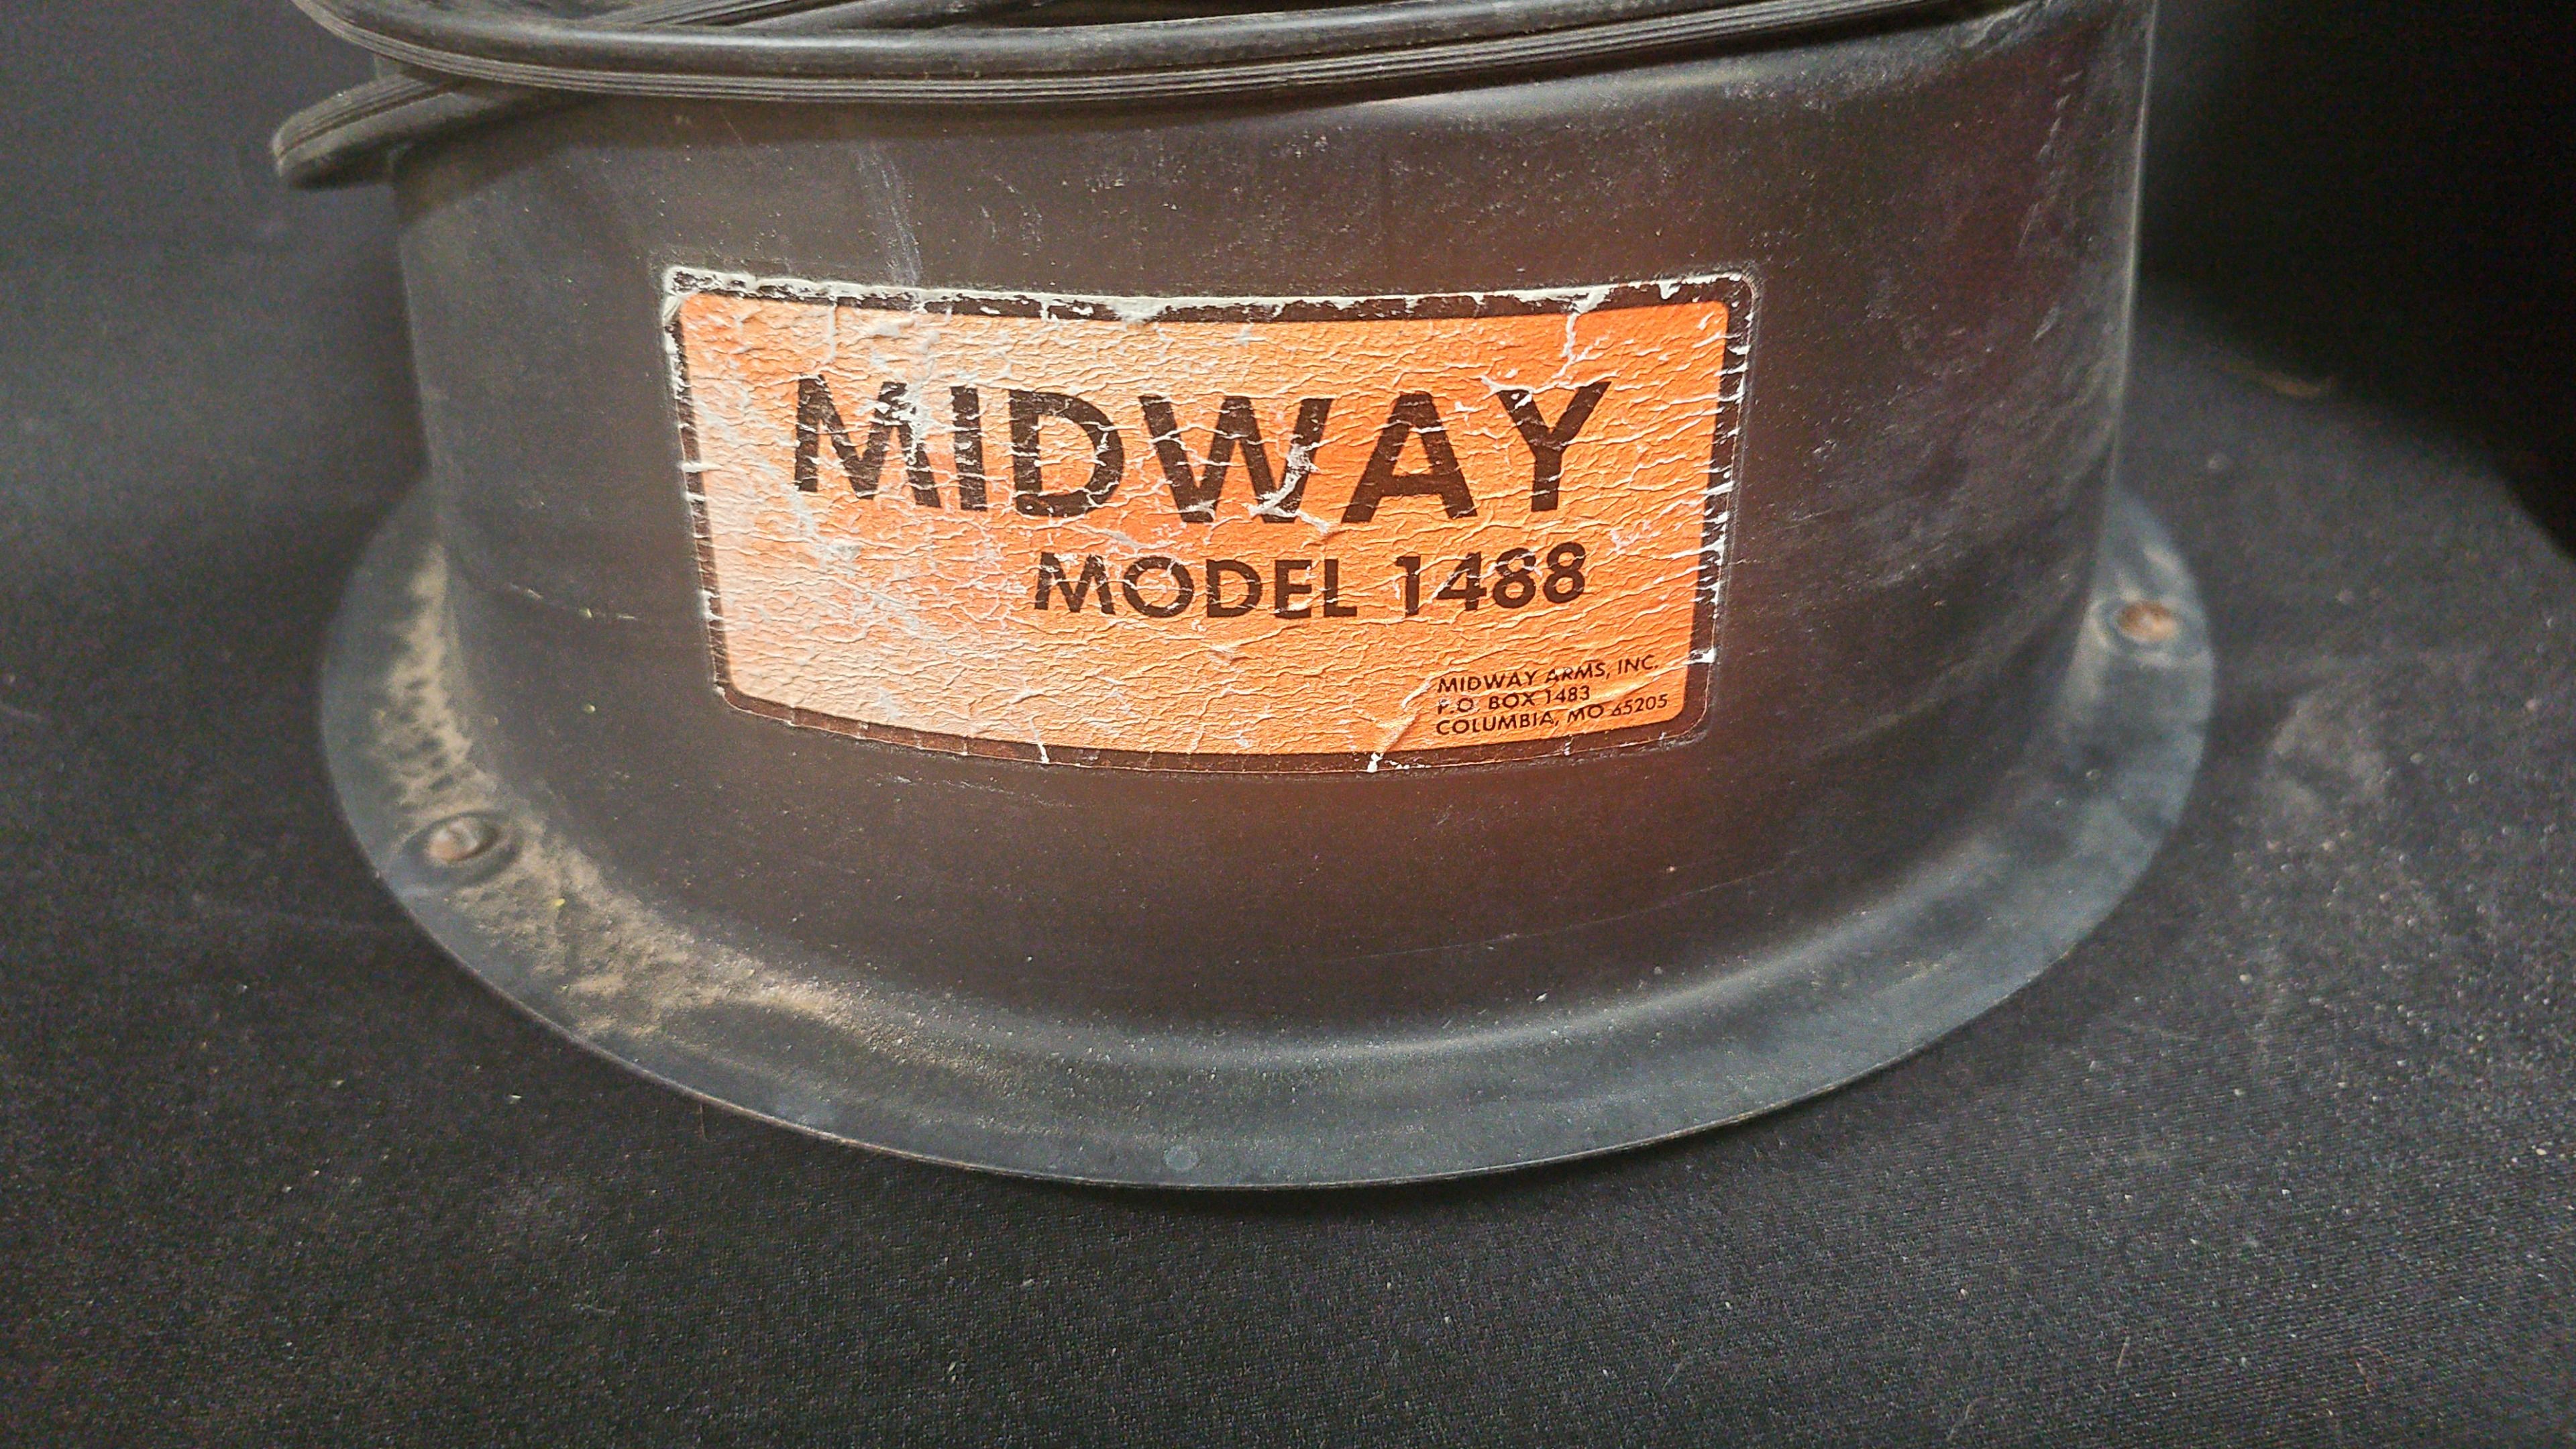 MIDWAY
MODEL 1488
MIDWAY ARMS, INC.
P.O. BOX 1483
COLUMBIA, MO 65205